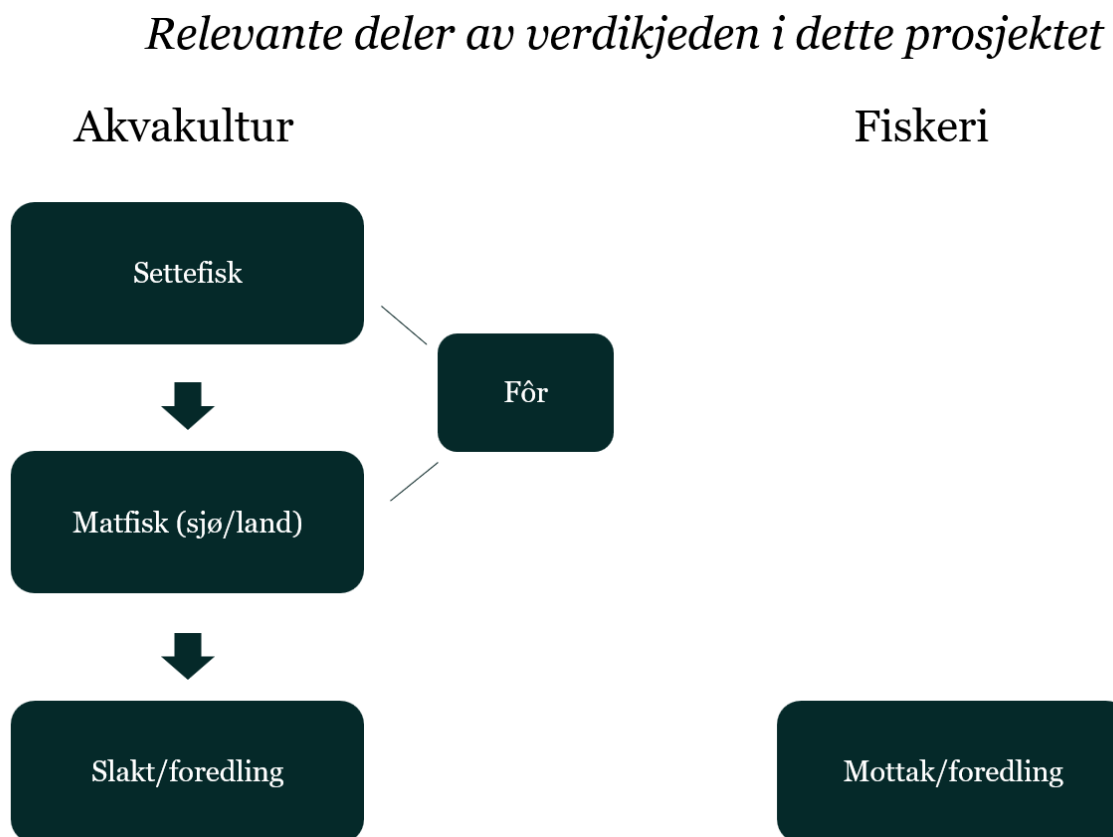 Relevante deler av verdikjeden i dette prosjektet
Akvakultur
Fiskeri
Settefisk
Fôr
Matfisk (sjø/land)
Slakt/foredling
Mottak/foredling